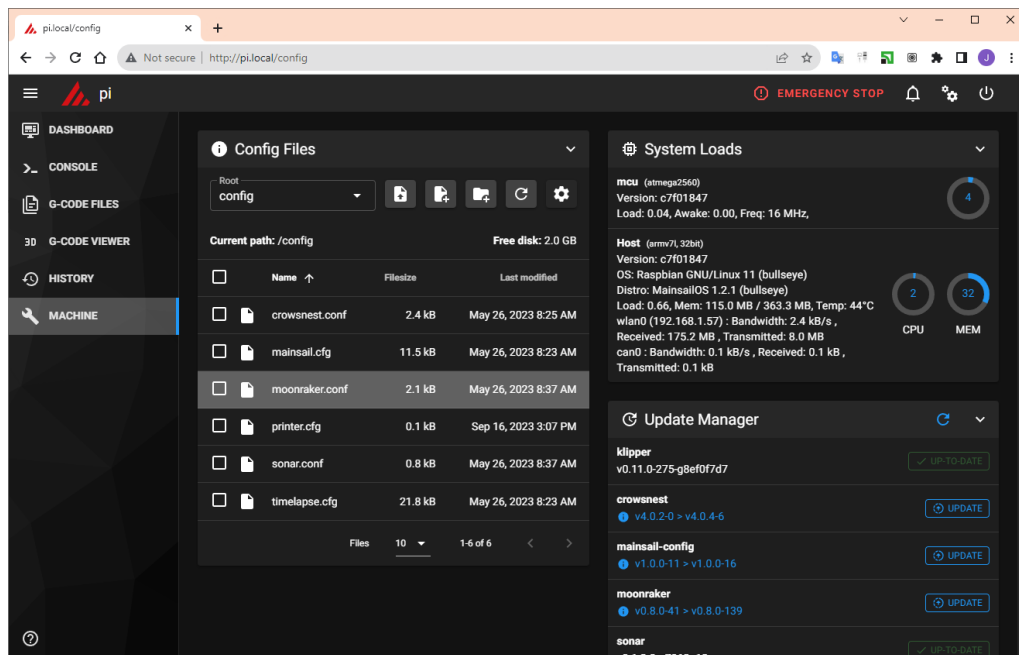 pi.local/config
Not secure
http://pi.local/config
J
pi
EMERGENCY STOP
DASHBOARD
CONSOLE
G-CODE FILES
3D G-CODE VIEWER
HISTORY
MACHINE
Config Files
Root
config
Current path: /config
Free disk: 2.0 GB
Name
Filesize
Last modified
crowsnest.conf 2.4 kB May 26, 2023 8:25 AM
mainsail.cfg 11.5 kB May 26, 2023 8:23 AM
moonraker.conf 2.1 kB May 26, 2023 8:37 AM
printer.cfg 0.1 kB Sep 16, 2023 3:07 PM
sonar.conf 0.8 kB May 26, 2023 8:37 AM
timelapse.cfg 21.8 kB May 26, 2023 8:23 AM
Files 10 1-6 of 6
System Loads
mcu (atmega2560)
Version: c7f01847
Load: 0.04, Awake: 0.00, Freq: 16 MHz,
4
Host (armv7l, 32bit)
Version: c7f01847
OS: Raspbian GNU/Linux 11 (bullseye)
Distro: MainsailOS 1.2.1 (bullseye)
Load: 0.66, Mem: 115.0 MB / 363.3 MB, Temp: 44°C
wlan0 (192.168.1.57) : Bandwidth: 2.4 kB/s ,
Received: 175.2 MB , Transmitted: 8.0 MB
can0 : Bandwidth: 0.1 kB/s , Received: 0.1 kB ,
Transmitted: 0.1 kB
2
CPU
32
MEM
Update Manager
klipper
v0.11.0-275-g8ef0f7d7
UP-TO-DATE
crowsnest
v4.0.2-0 > v4.0.4-6
UPDATE
mainsail-config
v1.0.0-11 > v1.0.0-16
UPDATE
moonraker
v0.8.0-41 > v0.8.0-139
UPDATE
sonar
UP-TO-DATE